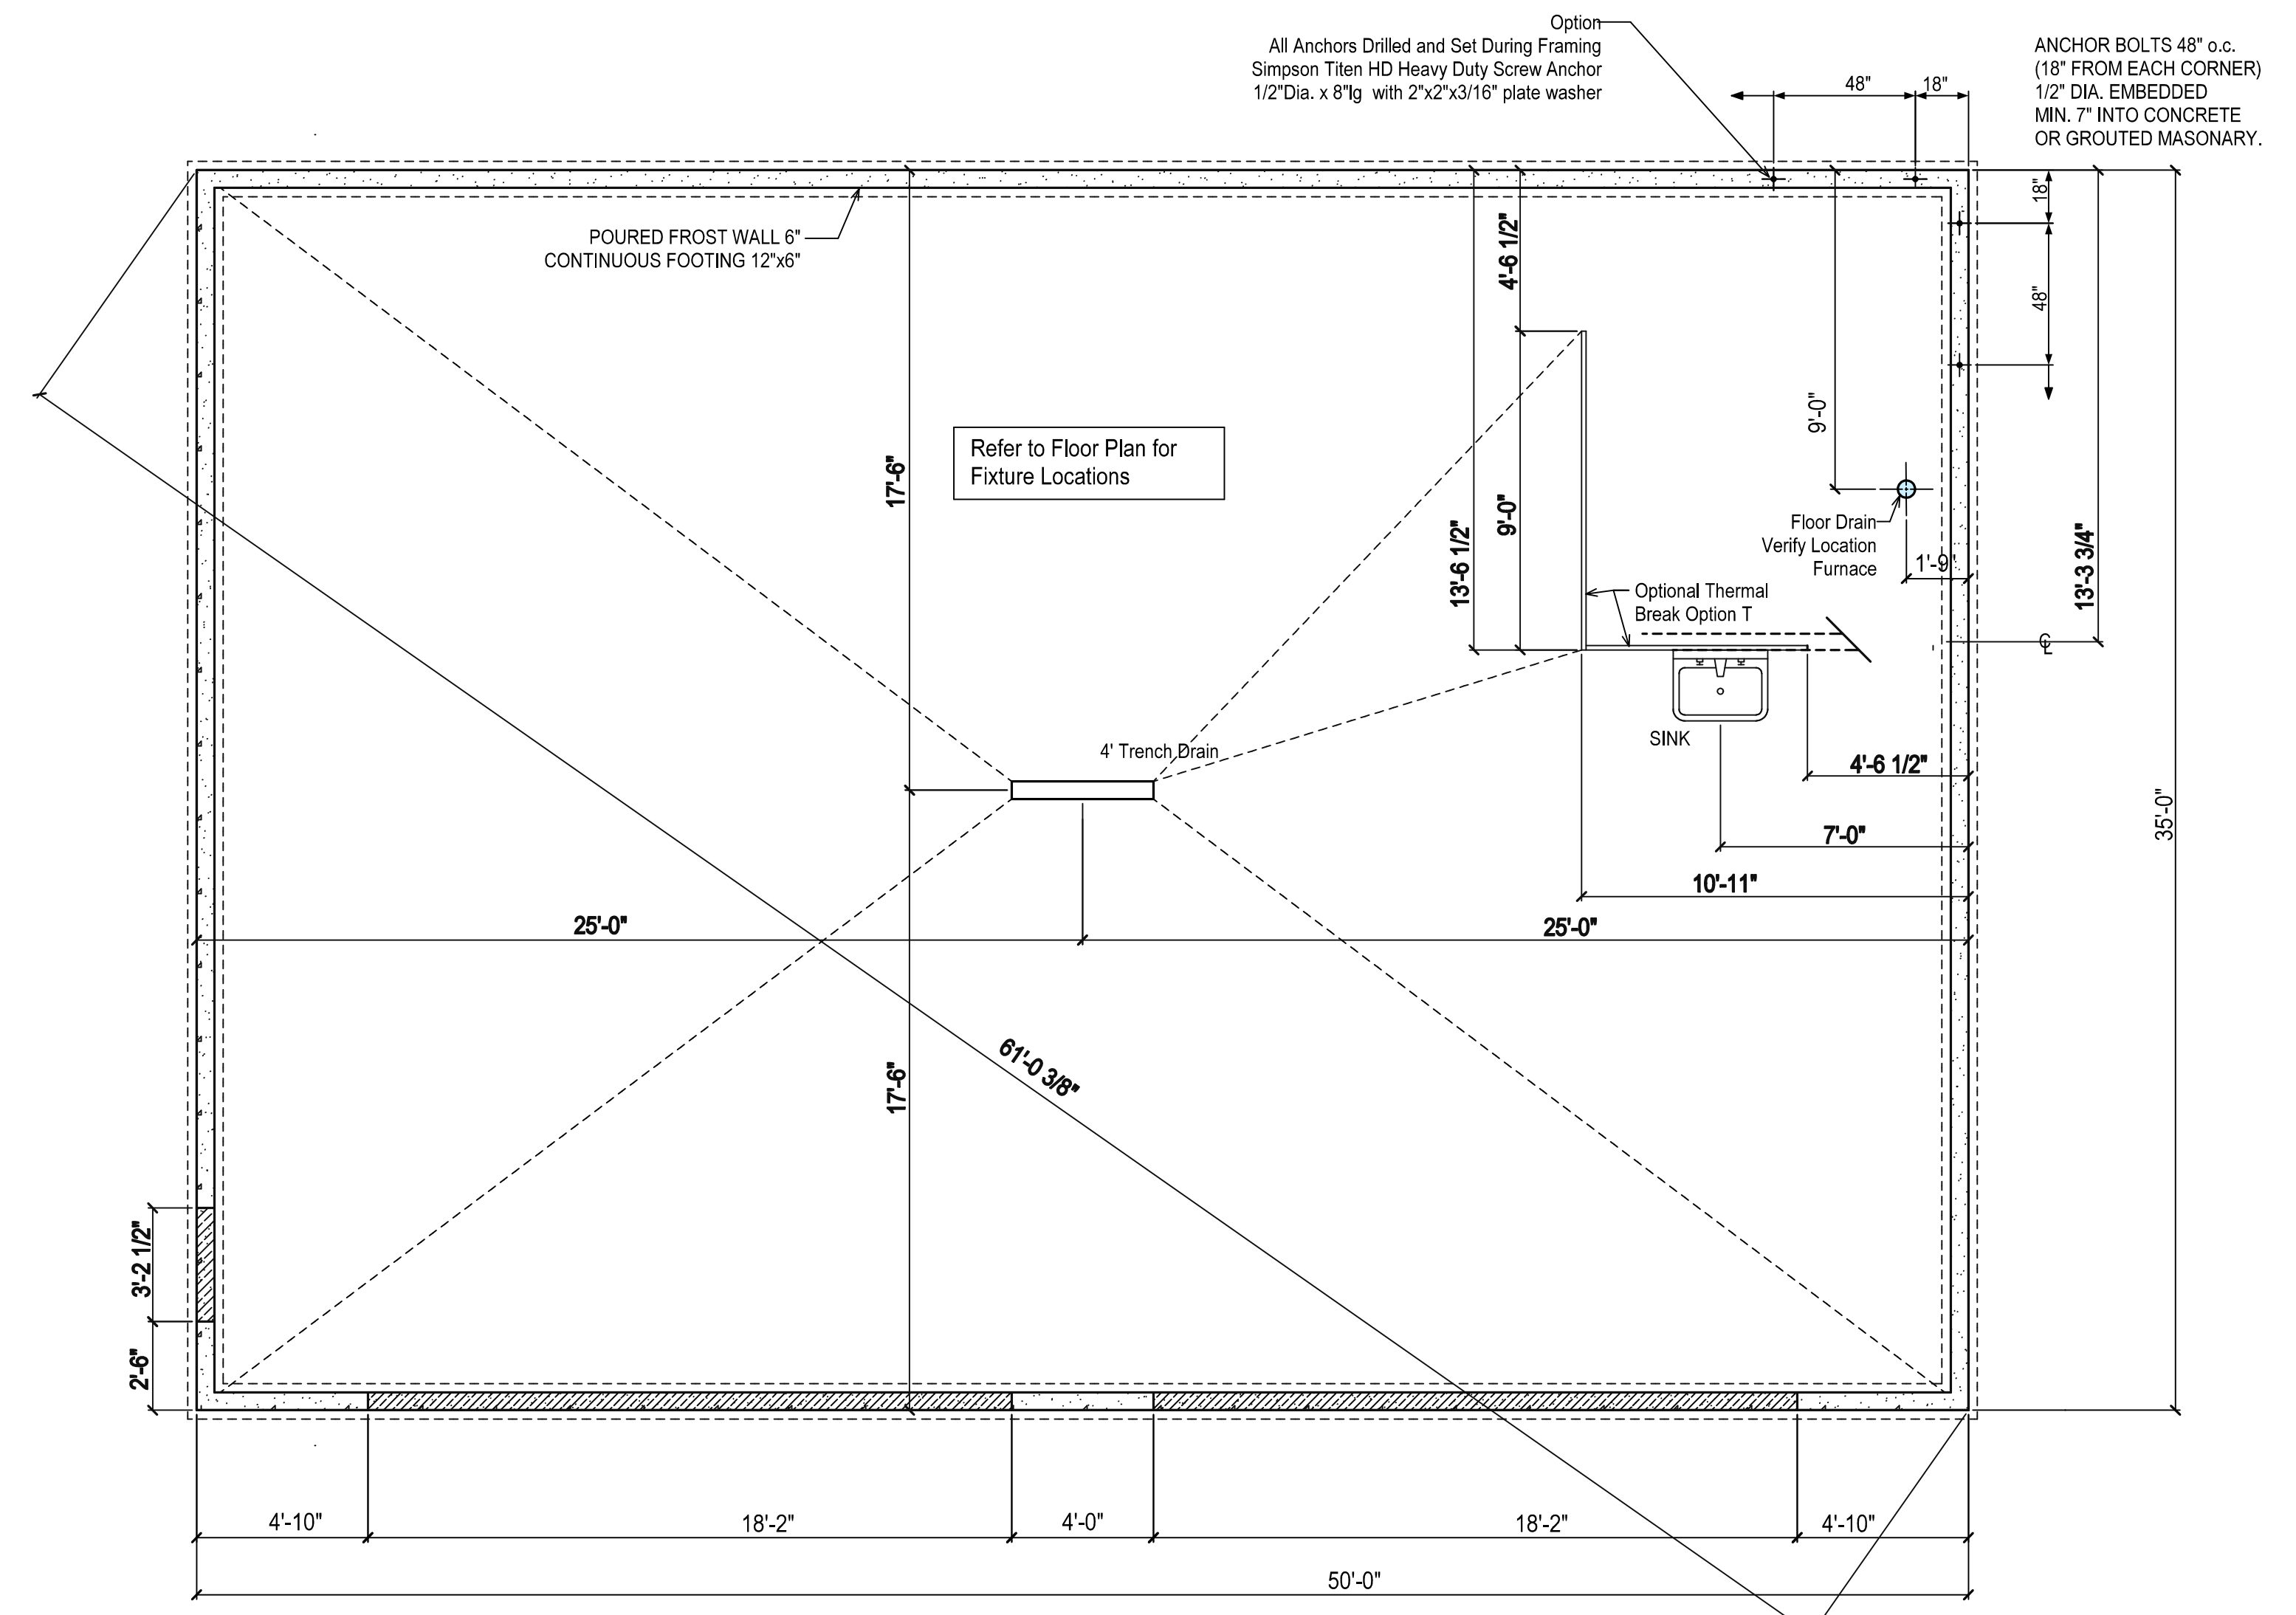 Option
All Anchors Drilled and Set During Framing
Simpson Titen HD Heavy Duty Screw Anchor
1/2"Dia. x 8"lg with 2"x2"x3/16" plate washer
ANCHOR BOLTS 48" o.c.
(18" FROM EACH CORNER)
1/2" DIA. EMBEDDED
MIN. 7" INTO CONCRETE
OR GROUTED MASONARY.
48"
18"
18"
48"
POURED FROST WALL 6"
CONTINUOUS FOOTING 12"x6"
4'-6 1/2"
9'-0"
Refer to Floor Plan for
Fixture Locations
17'-6"
9'-0"
13'-6 1/2"
Floor Drain
Verify Location
Furnace
1'-9"
13'-3 3/4"
Optional Thermal
Break Option T
CL
SINK
4' Trench Drain
4'-6 1/2"
35'-0"
7'-0"
10'-11"
25'-0"
25'-0"
61'-0 3/8"
17'-6"
3'-2 1/2"
2'-6"
4'-10"
18'-2"
4'-0"
18'-2"
4'-10"
50'-0"